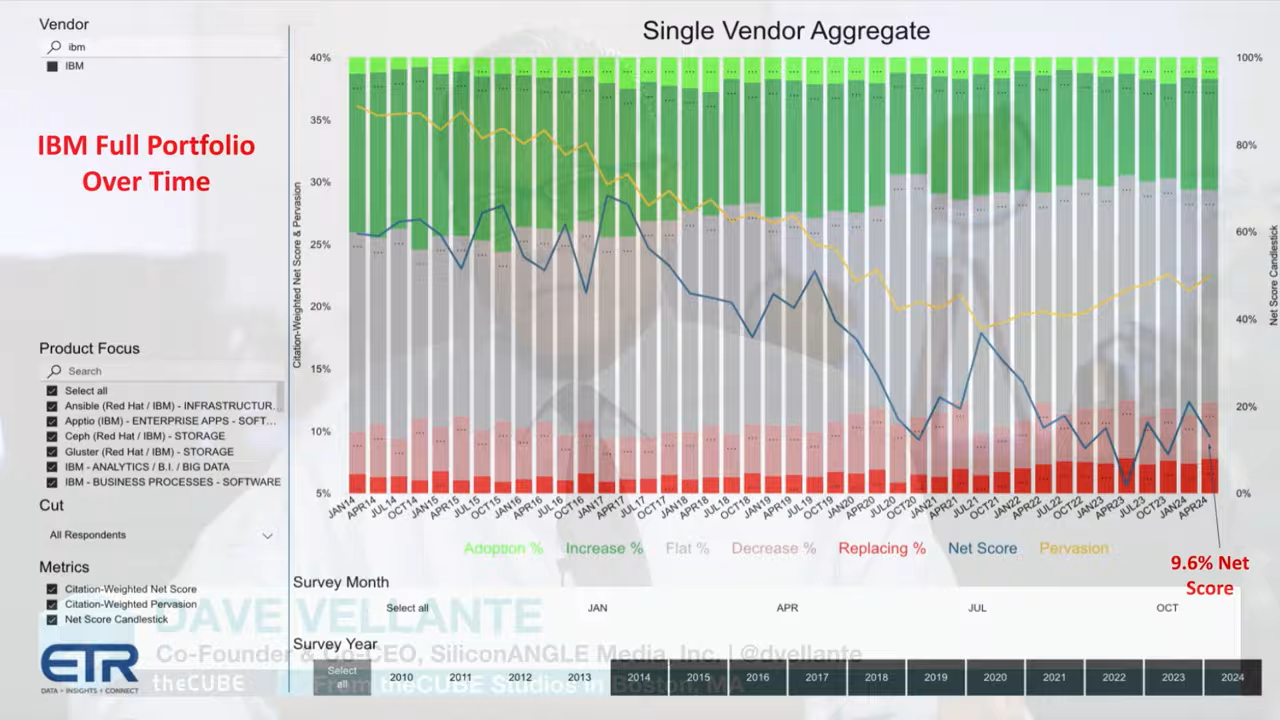 Vendor
ibm
IBM
IBM Full Portfolio
Over Time
Product Focus
Search
Select all
Ansible (Red Hat / IBM) - INFRASTRUCTUR...
Apptio (IBM) - ENTERPRISE APPS - SOFT...
Ceph (Red Hat / IBM) - STORAGE
Gluster (Red Hat / IBM) - STORAGE
IBM - ANALYTICS / B.I. / BIG DATA
IBM - BUSINESS PROCESSES - SOFTWARE
Cut
All Respondents
Metrics
Citation-Weighted Net Score
Citation-Weighted Pervasion
Net Score Candlestick
ETR
DATA + INSIGHTS + CONNECT
Single Vendor Aggregate
Citation-Weighted Net Score & Pervasion
40%
35%
30%
25%
20%
15%
10%
5%
100%
80%
60%
40%
20%
0%
Net Score Candlestick
JAN14 APR14 JUL14 OCT14 JAN15 APR15 JUL15 OCT15 JAN16 APR16 JUL16 OCT16 JAN17 APR17 JUL17 OCT17 JAN18 APR18 JUL18 OCT18 JAN19 APR19 JUL19 OCT19 JAN20 APR20 JUL20 OCT20 JAN21 APR21 JUL21 OCT21 JAN22 APR22 JUL22 OCT22 JAN23 APR23 JUL23 OCT23 JAN24 APR24
Adoption % Increase % Flat % Decrease % Replacing % Net Score Pervasion
9.6% Net
Score
Survey Month
Select all JAN APR JUL OCT
DAVE VELLANTE
Survey Year
Co-Founder & Co-CEO, SiliconANGLE Media, Inc. | @dvellante
Select
all
2010 2011 2012 2013 2014 2015 2016 2017 2018 2019 2020 2021 2022 2023 2024
theCUBE
From theCUBE Studios in Boston, MA